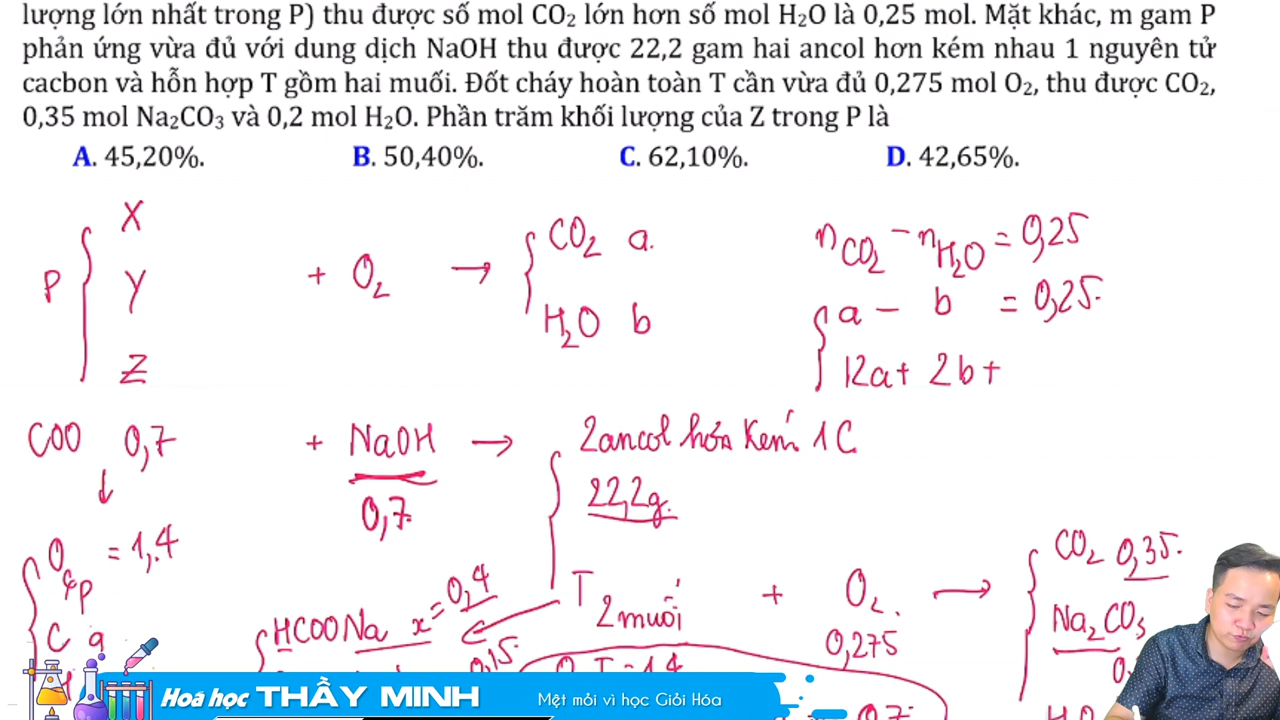 lượng lớn nhất trong P) thu được số mol CO₂ lớn hơn số mol H₂O là 0,25 mol. Mặt khác, m gam P
phản ứng vừa đủ với dung dịch NaOH thu được 22,2 gam hai ancol hơn kém nhau 1 nguyên tử
cacbon và hỗn hợp T gồm hai muối. Đốt cháy hoàn toàn T cần vừa đủ 0,275 mol O₂, thu được CO₂,
0,35 mol Na₂CO₃ và 0,2 mol H₂O. Phần trăm khối lượng của Z trong P là
A. 45,20%. B. 50,40%. C. 62,10%. D. 42,65%.
P { X Y Z + O₂ → { CO₂ a.
H₂O b
nCO₂ - nH₂O = 0,25
{ a - b = 0,25.
12a + 2b +
COO 0,7 + NaOH → { 2 ancol hơn kém 1C
↓ 0,7 22,2g
{ O = 1,4
C a
T 2 muối + O₂ → { CO₂ 0,35.
0,275 Na₂CO₃
0.
HCOONa x = 0,4
0,15.
0,7
Hoá học THẦY MINH
Mệt mỏi vì học Giỏi Hóa